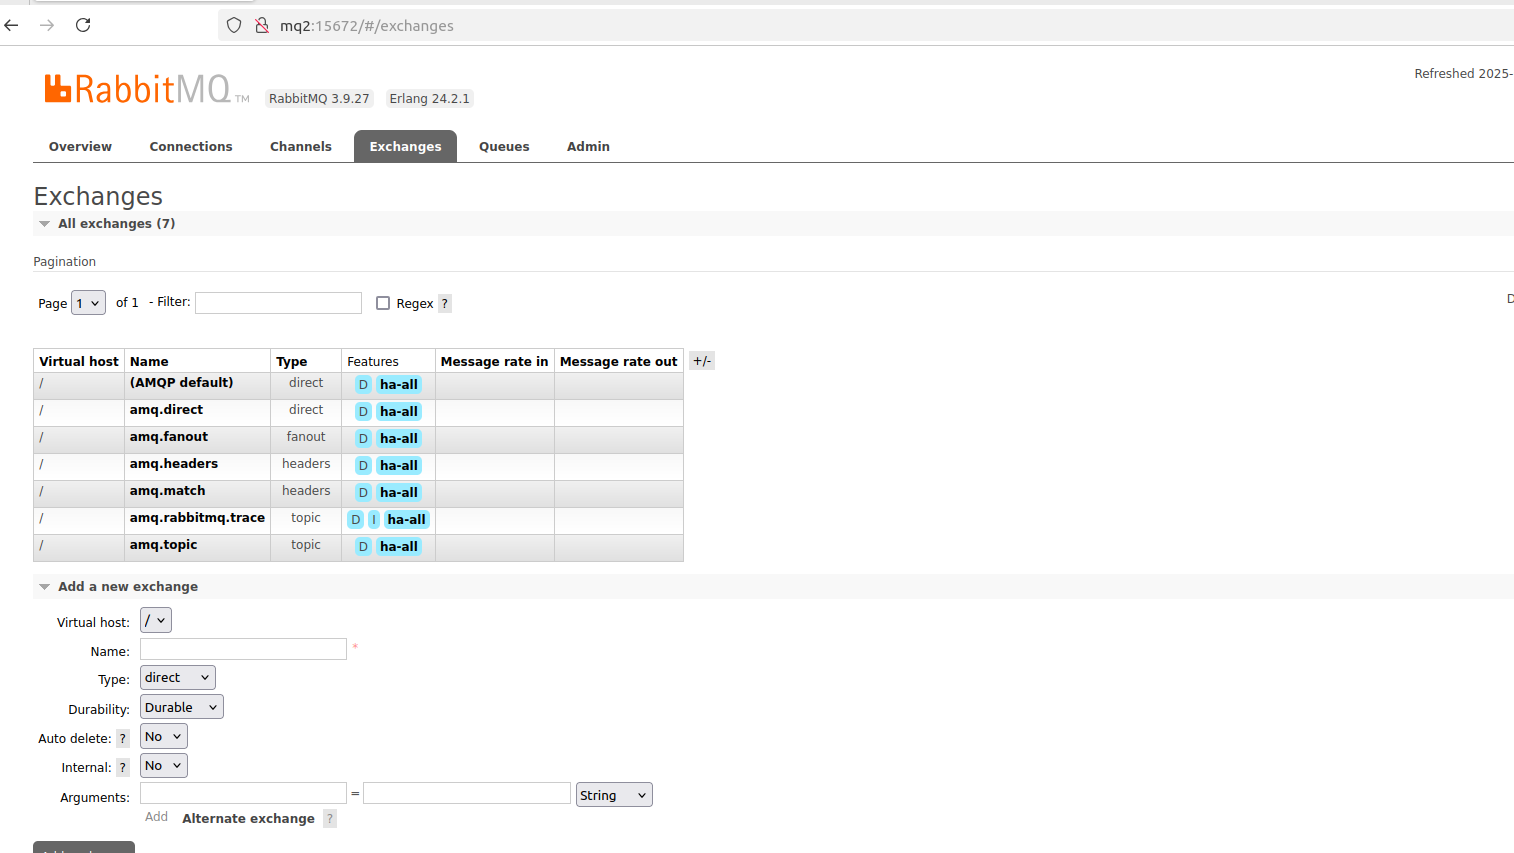 mq2:15672/#/exchanges
RabbitMQ TM RabbitMQ 3.9.27 Erlang 24.2.1
Refreshed 2025-
Overview Connections Channels Exchanges Queues Admin
Exchanges
All exchanges (7)
Pagination
Page 1 of 1 - Filter: Regex ?
Virtual host Name Type Features Message rate in Message rate out +/-
/ (AMQP default) direct D ha-all
/ amq.direct direct D ha-all
/ amq.fanout fanout D ha-all
/ amq.headers headers D ha-all
/ amq.match headers D ha-all
/ amq.rabbitmq.trace topic D I ha-all
/ amq.topic topic D ha-all
Add a new exchange
Virtual host: /
Name: *
Type: direct
Durability: Durable
Auto delete: ? No
Internal: ? No
Arguments: = String
Add Alternate exchange ?